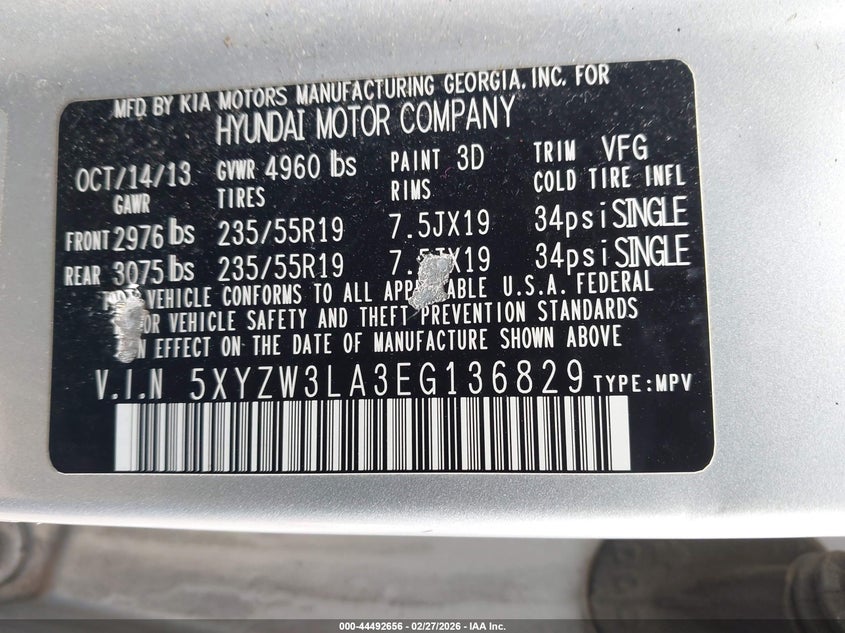 MFD. BY KIA MOTORS MANUFACTURING GEORGIA. INC. FOR
HYUNDAI MOTOR COMPANY
OCT/14/13 GVWR 4960 lbs PAINT 3D TRIM VFG
GAWR TIRES RIMS COLD TIRE INFL
FRONT 2976 lbs 235/55R19 7.5JX19 34psi SINGLE
REAR 3075 lbs 235/55R19 34psi SINGLE
VEHICLE CONFORMS TO ALL U.S.A. FEDERAL
VEHICLE SAFETY AND THEFT PREVENTION STANDARDS
EFFECT ON THE DATE OF MANUFACTURE SHOWN ABOVE
V.I.N 5XYZW3LA3EG136829 TYPE:MPV
000-44492656 | 02/27/2026 - IAA Inc.